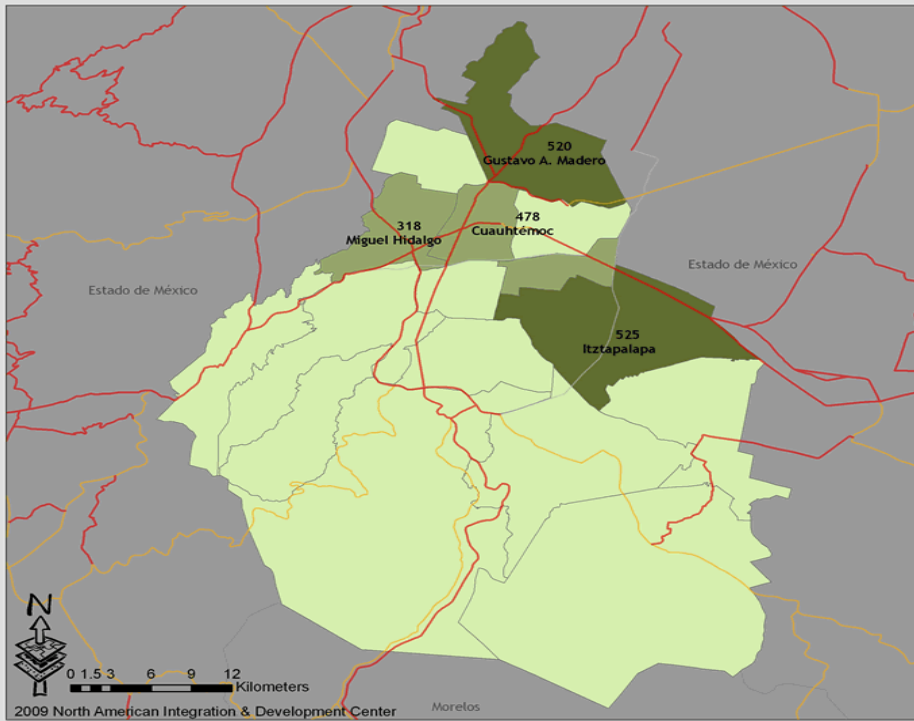 520
Gustavo A. Madero
478
Cuauhtémoc
318
Miguel Hidalgo
Estado de México
Estado de México
525
Itztapalapa
N
0 1.5 3 6 9 12
Kilometers
2009 North American Integration & Development Center
Morelos